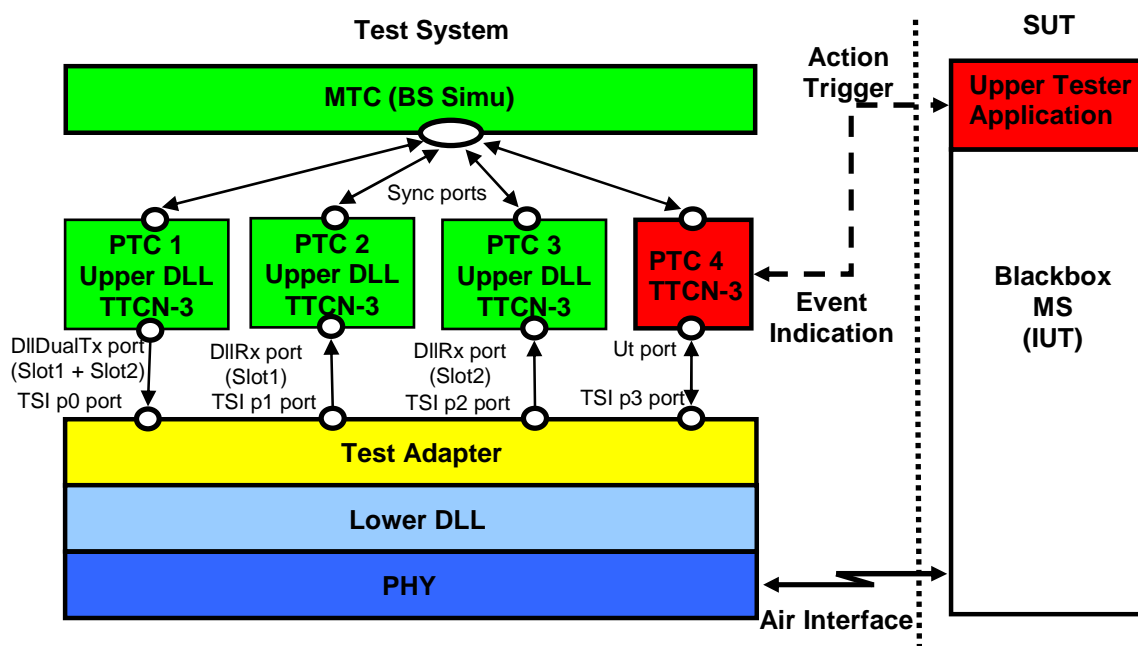 Test System
SUT
MTC (BS Simu)
Action
Trigger
Upper Tester
Application
Sync ports
PTC 1
Upper DLL
TTCN-3
PTC 2
Upper DLL
TTCN-3
PTC 3
Upper DLL
TTCN-3
PTC 4
TTCN-3
Event
Indication
Blackbox
MS
(IUT)
DllDualTx port
(Slot1 + Slot2)
TSI p0 port
DllRx port
(Slot1)
TSI p1 port
DllRx port
(Slot2)
TSI p2 port
Ut port
TSI p3 port
Test Adapter
Lower DLL
PHY
Air Interface